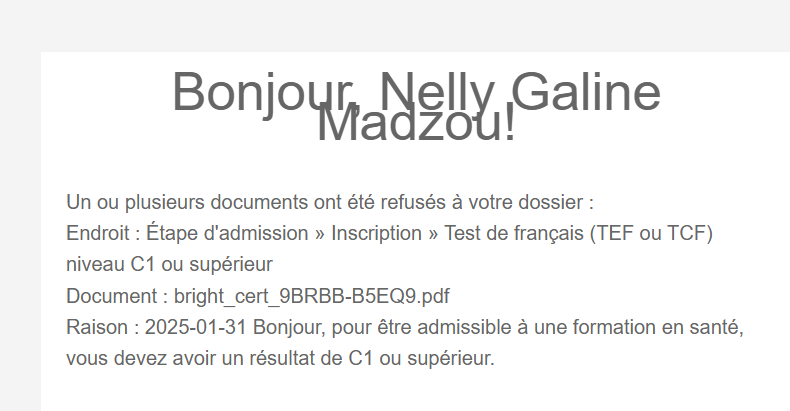 Bonjour, Nelly Galine
Madzou!
Un ou plusieurs documents ont été refusés à votre dossier :
Endroit : Étape d'admission » Inscription » Test de français (TEF ou TCF)
niveau C1 ou supérieur
Document : bright_cert_9BRBB-B5EQ9.pdf
Raison : 2025-01-31 Bonjour, pour être admissible à une formation en santé,
vous devez avoir un résultat de C1 ou supérieur.